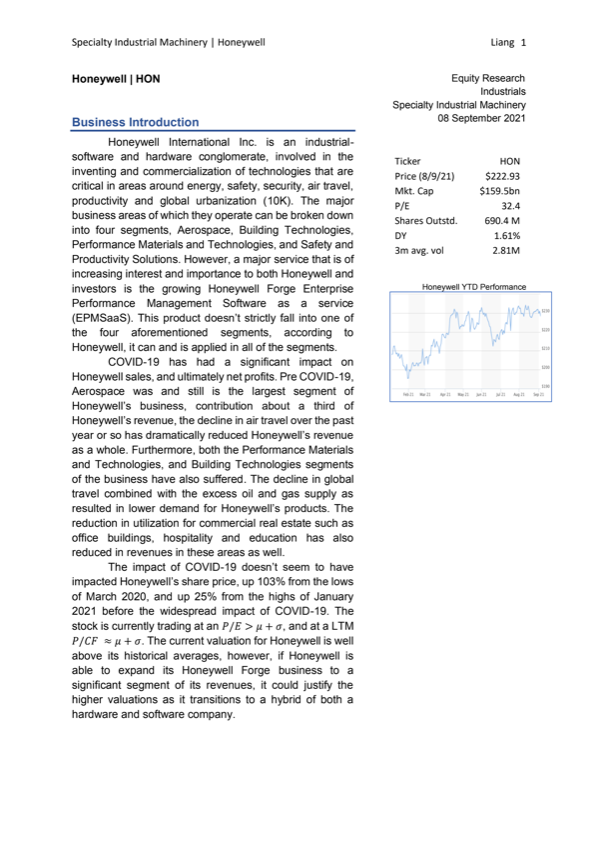 Specialty Industrial Machinery | Honeywell Liang 1
Honeywell | HON
Equity Research
Industrials
Specialty Industrial Machinery
08 September 2021
Business Introduction
Honeywell International Inc. is an industrial-
software and hardware conglomerate, involved in the
inventing and commercialization of technologies that are
critical in areas around energy, safety, security, air travel,
productivity and global urbanization (10K). The major
business areas of which they operate can be broken down
into four segments, Aerospace, Building Technologies,
Performance Materials and Technologies, and Safety and
Productivity Solutions. However, a major service that is of
increasing interest and importance to both Honeywell and
investors is the growing Honeywell Forge Enterprise
Performance Management Software as a service
(EPMSaaS). This product doesn't strictly fall into one of
the four aforementioned segments, according to
Honeywell, it can and is applied in all of the segments.
COVID-19 has had a significant impact on
Honeywell sales, and ultimately net profits. Pre COVID-19,
Aerospace was and still is the largest segment of
Honeywell's business, contribution about a third of
Honeywell's revenue, the decline in air travel over the past
year or so has dramatically reduced Honeywell's revenue
as a whole. Furthermore, both the Performance Materials
and Technologies, and Building Technologies segments
of the business have also suffered. The decline in global
travel combined with the excess oil and gas supply as
resulted in lower demand for Honeywell's products. The
reduction in utilization for commercial real estate such as
office buildings, hospitality and education has also
reduced in revenues in these areas as well.
The impact of COVID-19 doesn't seem to have
impacted Honeywell's share price, up 103% from the lows
of March 2020, and up 25% from the highs of January
2021 before the widespread impact of COVID-19. The
stock is currently trading at an P/E > μ + σ, and at a LTM
P/CF ≈ μ + σ. The current valuation for Honeywell is well
above its historical averages, however, if Honeywell is
able to expand its Honeywell Forge business to a
significant segment of its revenues, it could justify the
higher valuations as it transitions to a hybrid of both a
hardware and software company.
Ticker HON
Price (8/9/21) $222.93
Mkt. Cap $159.5bn
P/E 32.4
Shares Outstd. 690.4 M
DY 1.61%
3m avg. vol 2.81M
Honeywell YTD Performance